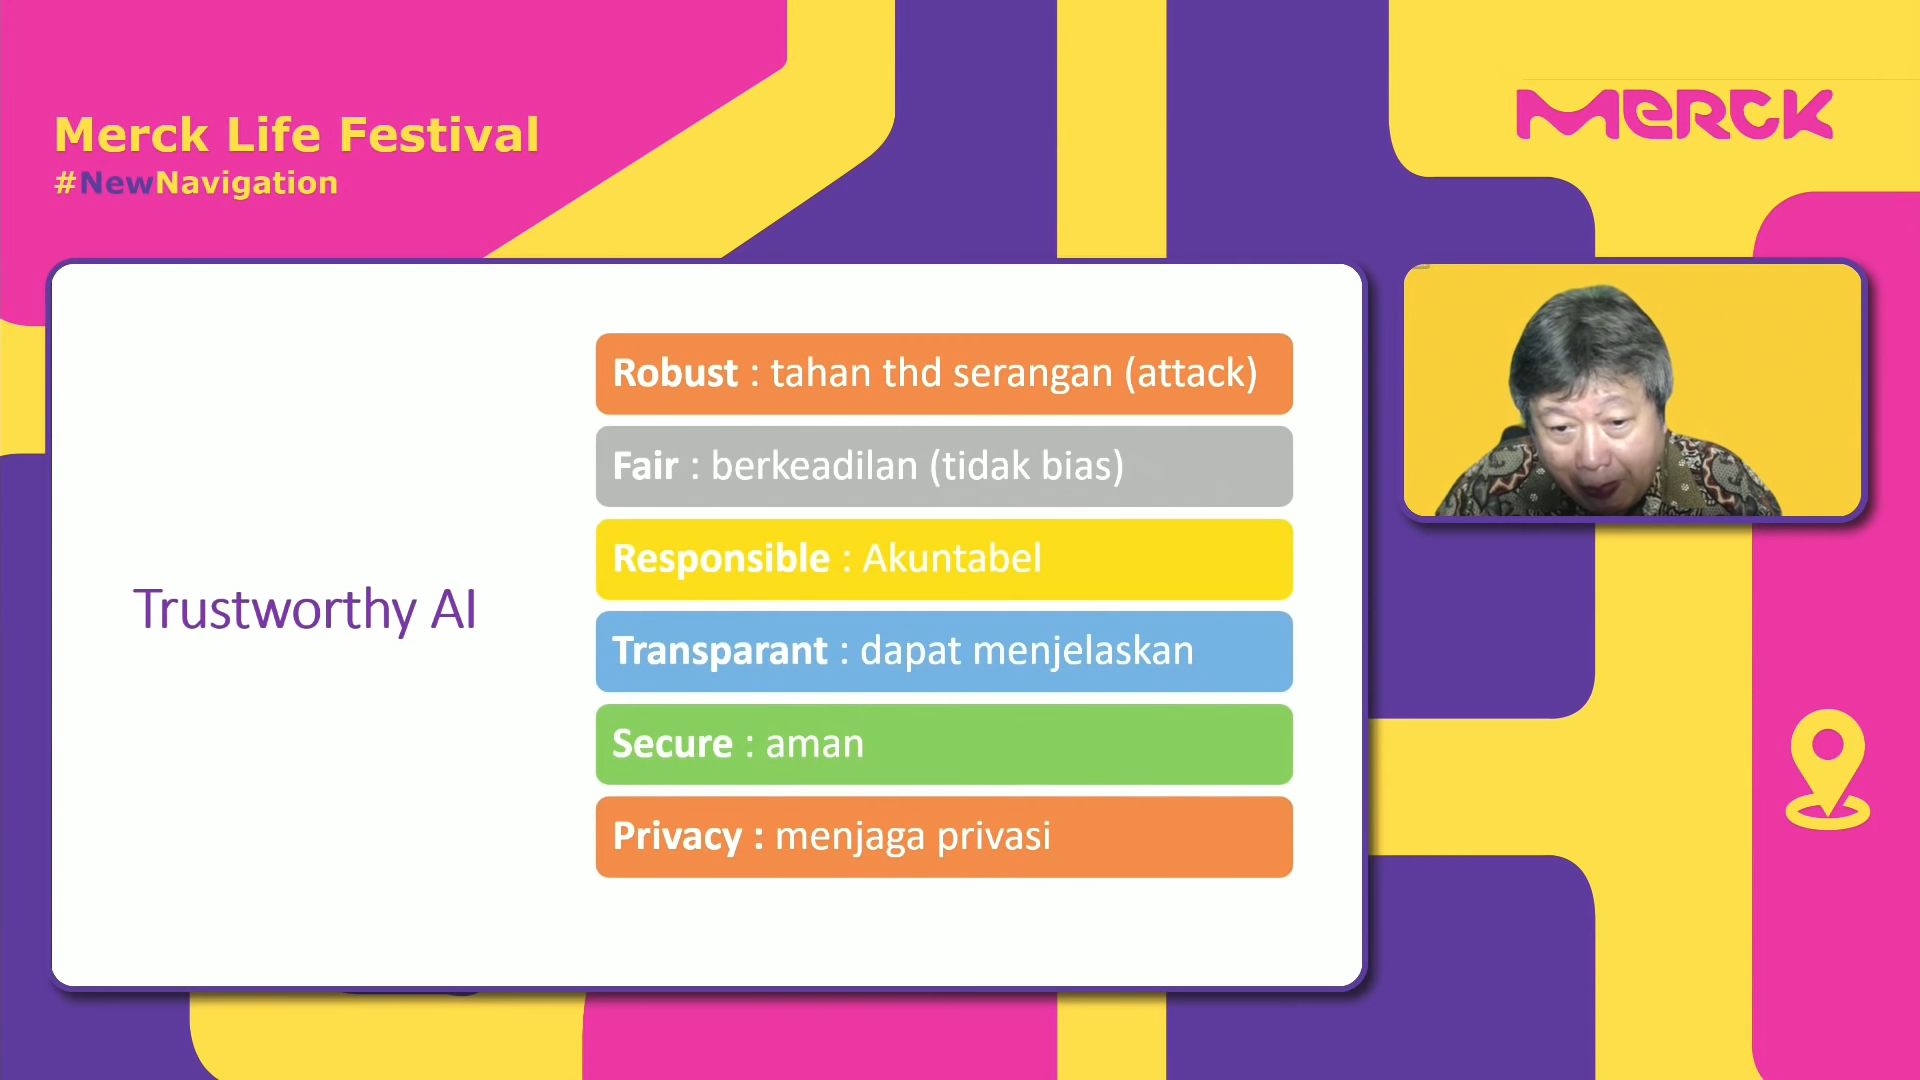 Merck Life Festival
#NewNavigation
MERCK
Trustworthy AI
Robust : tahan thd serangan (attack)
Fair : berkeadilan (tidak bias)
Responsible : Akuntabel
Transparant : dapat menjelaskan
Secure : aman
Privacy : menjaga privasi